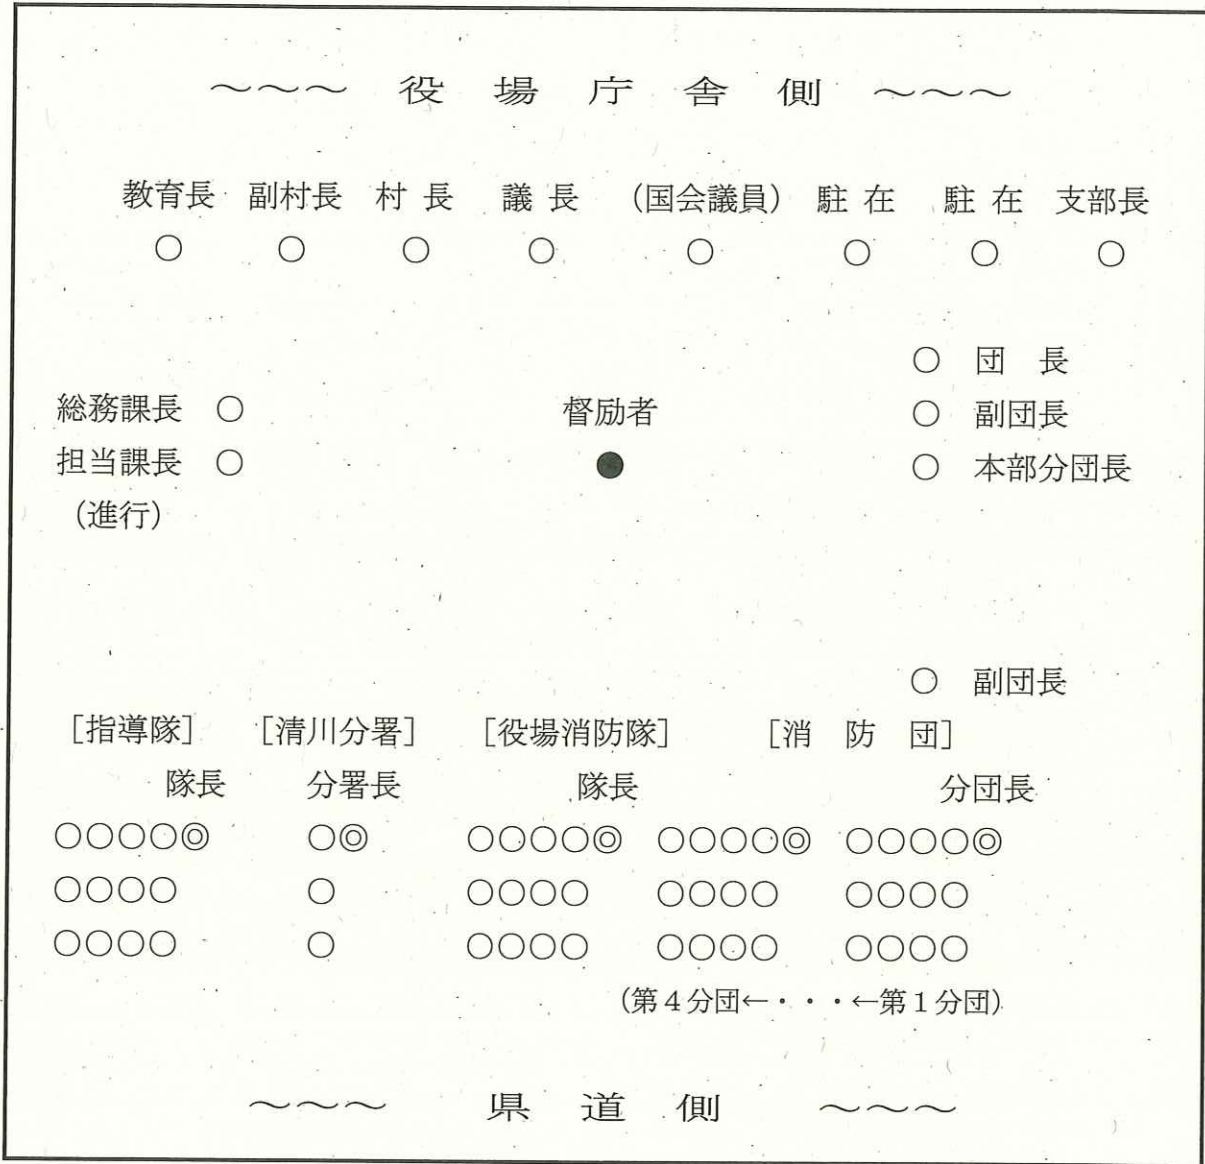 ～～～ 役 場 庁 舎 側 ～～～
教育長 副村長 村 長 議 長 (国会議員) 駐 在 駐 在 支部長
○ ○ ○ ○ ○ ○ ○ ○
○ 団 長
総務課長 ○ 督励者 ○ 副団長
担当課長 ○ ● ○ 本部分団長
(進行)
○ 副団長
[指導隊] [清川分署] [役場消防隊] [消 防 団]
隊長 分署長 隊長 分団長
○○○○◎ ○◎ ○○○○◎ ○○○○◎ ○○○○◎
○○○○ ○ ○○○○ ○○○○ ○○○○
○○○○ ○ ○○○○ ○○○○ ○○○○
(第４分団←・・・←第１分団)
～～～ 県 道 側 ～～～